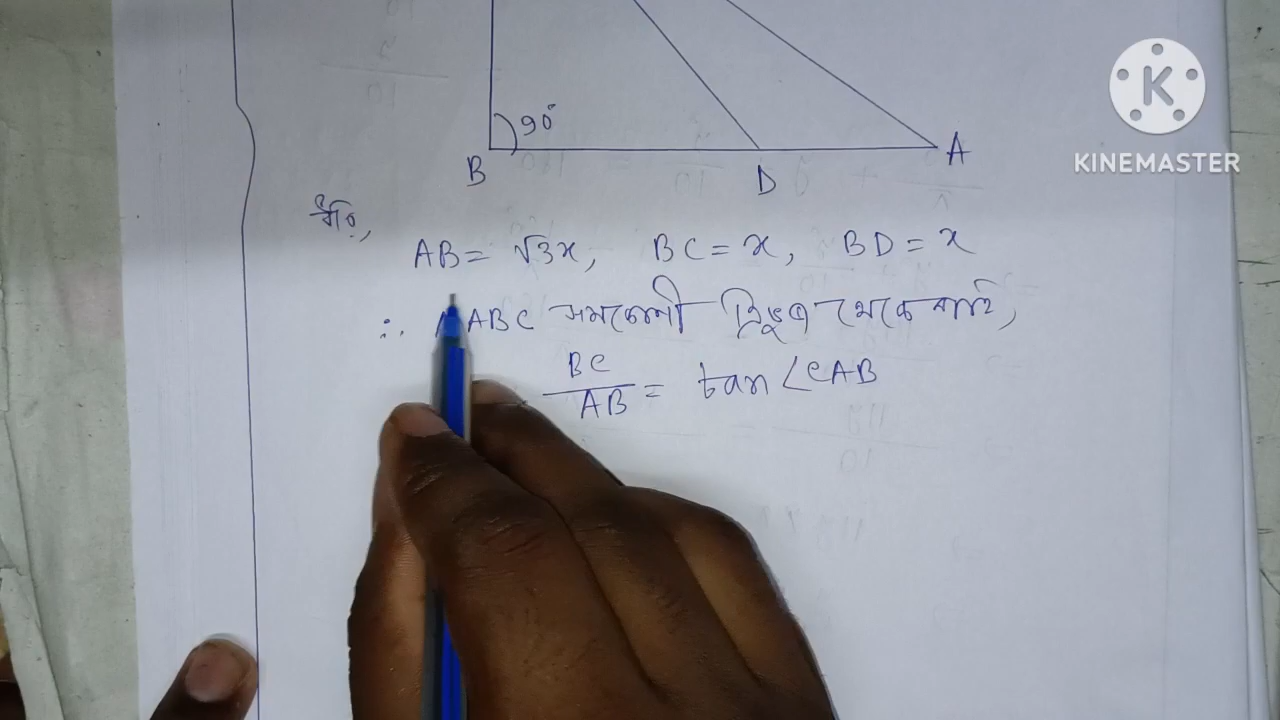 90°
B D A
KINEMASTER
ধরি,
AB = √3x, BC = x, BD = x
∴ ABC সমকোণী ত্রিভুজ থেকে পাই,
BC
AB = tan ∠CAB